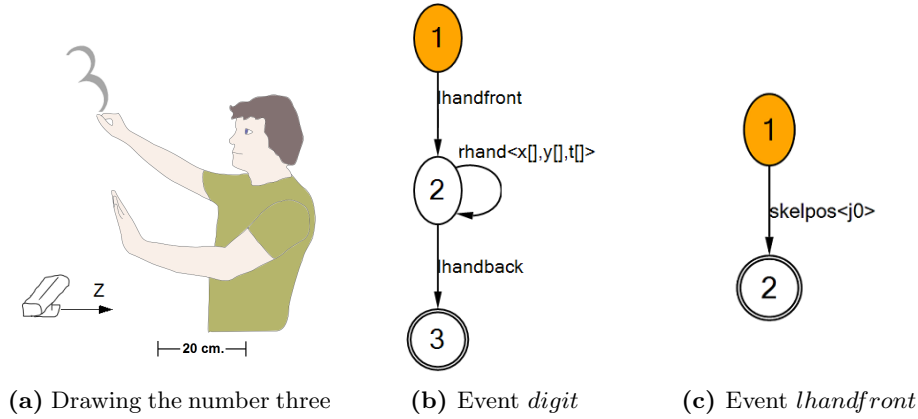 Z
20 cm.
(a) Drawing the number three
1
lhandfront
rhand<x[],y[],t[]>
2
lhandback
3
(b) Event digit
1
skelpos<j0>
2
(c) Event lhandfront